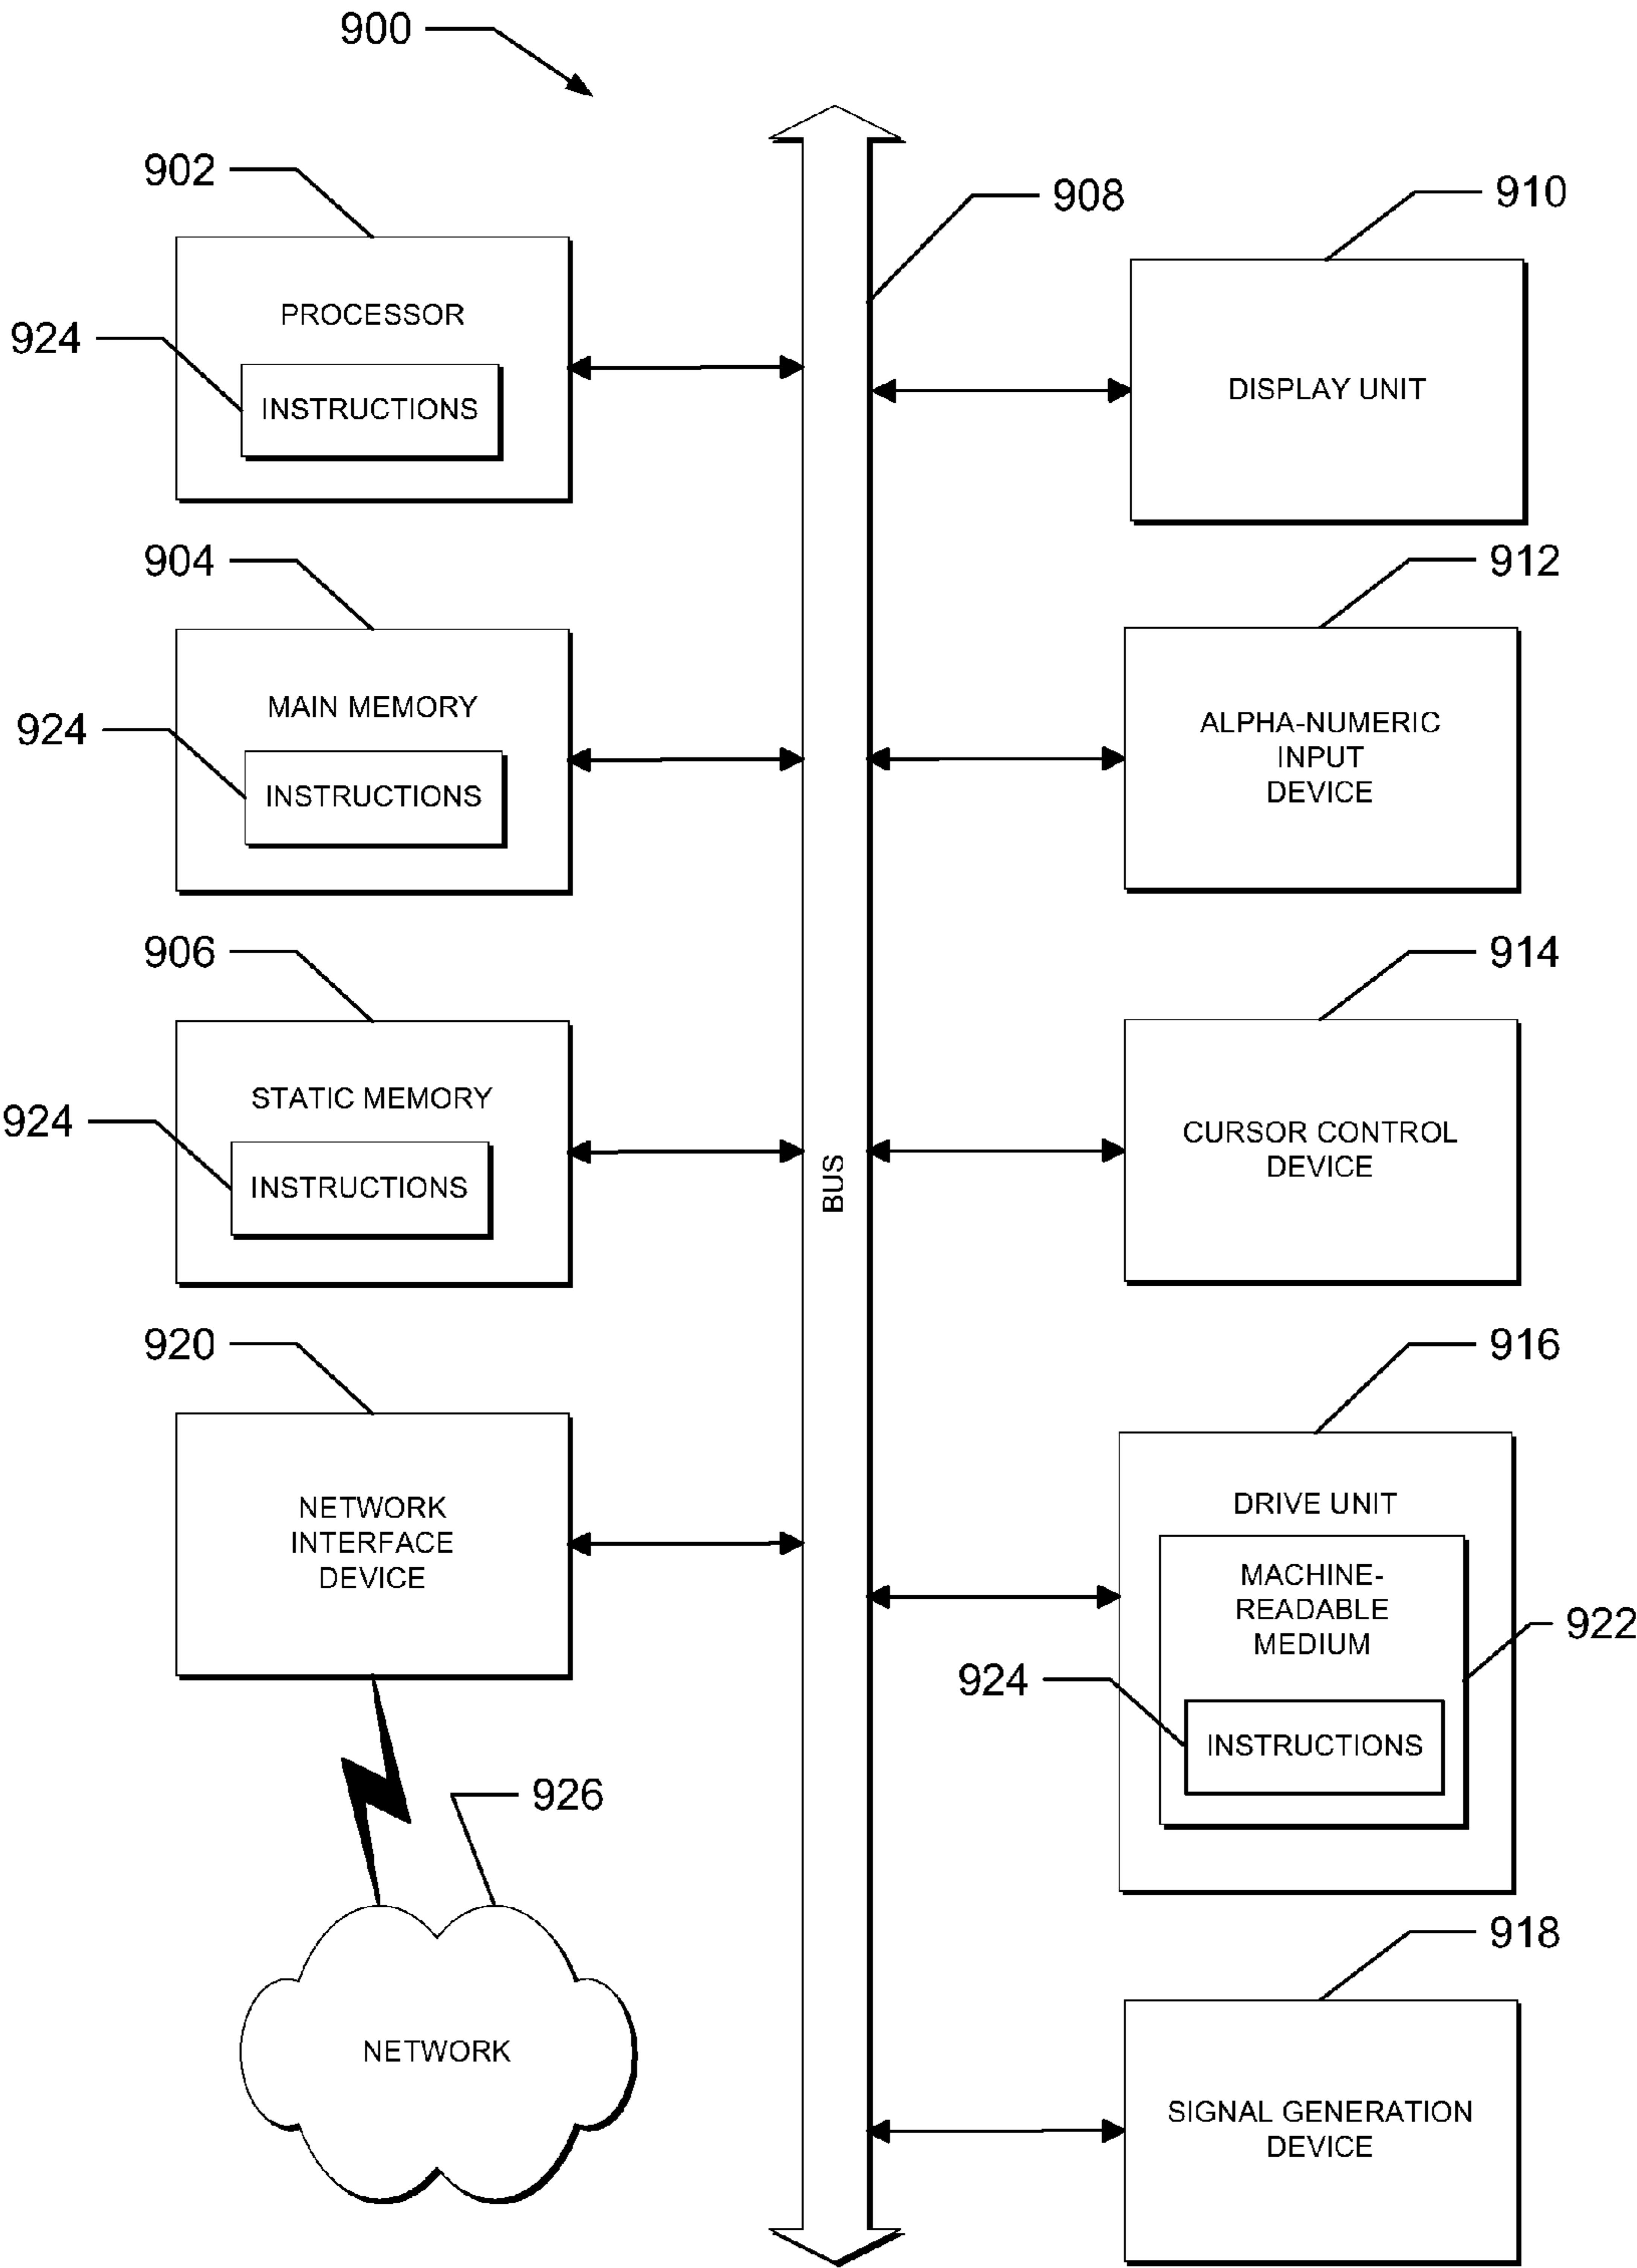 900
902
908
910
PROCESSOR
924
INSTRUCTIONS
DISPLAY UNIT
904
912
MAIN MEMORY
924
INSTRUCTIONS
ALPHA-NUMERIC
INPUT
DEVICE
906
914
STATIC MEMORY
924
INSTRUCTIONS
CURSOR CONTROL
DEVICE
BUS
920
916
NETWORK
INTERFACE
DEVICE
DRIVE UNIT
MACHINE-
READABLE
MEDIUM
922
924
INSTRUCTIONS
926
918
NETWORK
SIGNAL GENERATION
DEVICE